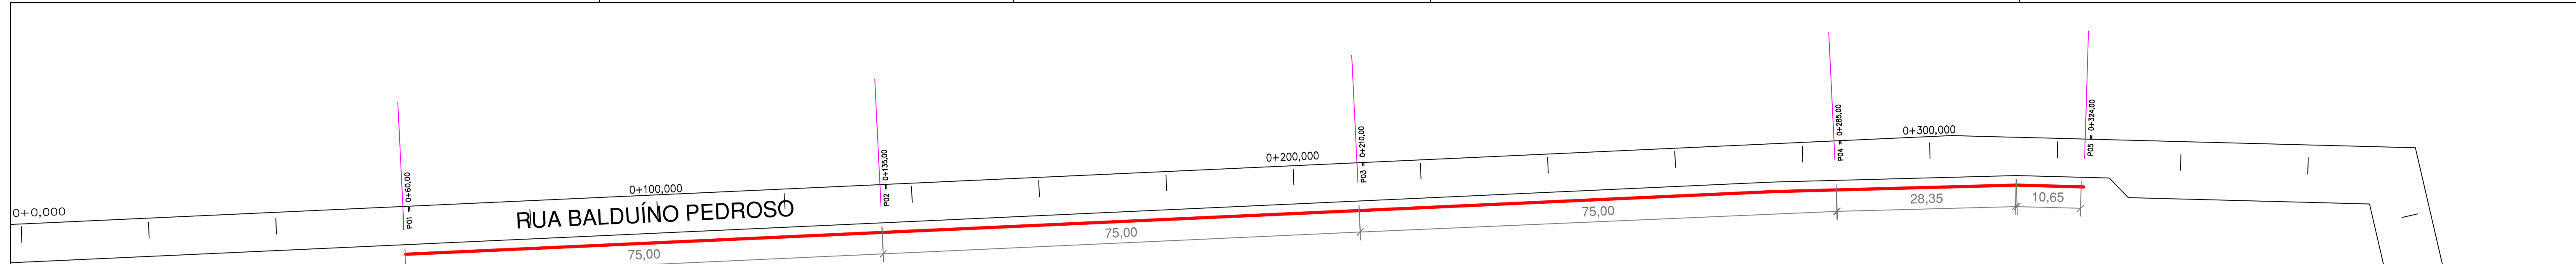 0+0,000
P01 = 0+60,00
RUA BALDUÍNO PEDROSO
0+100,000
75,00
P02 = 0+135,00
75,00
0+200,000
P03 = 0+210,00
75,00
P04 = 0+285,00
0+300,000
28,35
10,65
P05 = 0+324,00